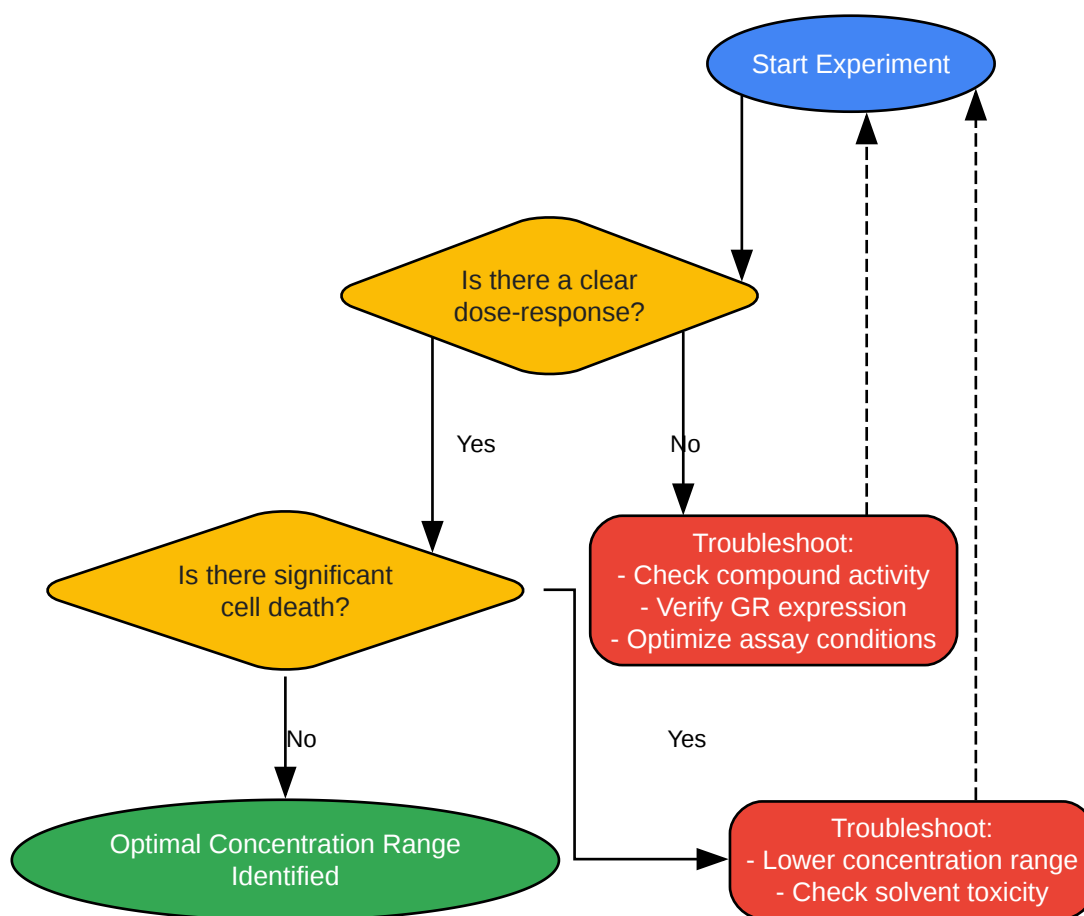 Start Experiment
Is there a clear
dose-response?
Yes
No
Troubleshoot:
- Check compound activity
- Verify GR expression
- Optimize assay conditions
Is there significant
cell death?
No
Yes
Optimal Concentration Range
Identified
Troubleshoot:
- Lower concentration range
- Check solvent toxicity